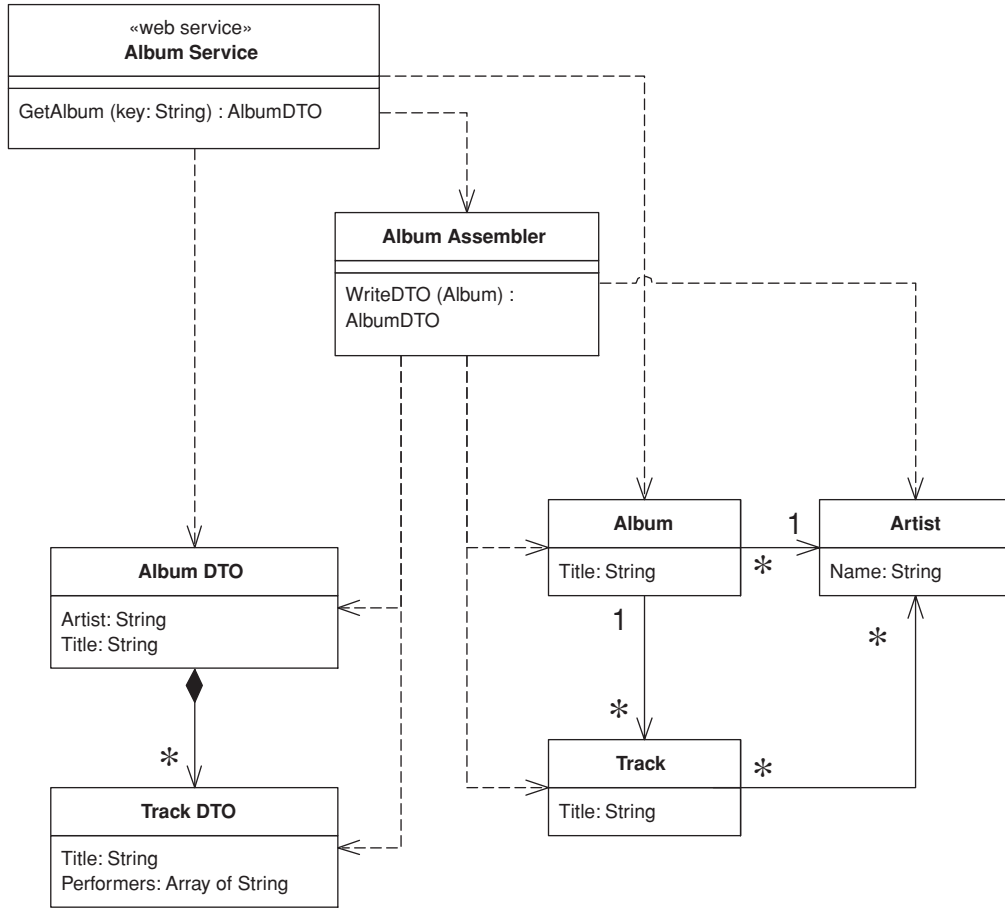 «web service»
Album Service
GetAlbum (key: String) : AlbumDTO
Album Assembler
WriteDTO (Album) :
AlbumDTO
Album
Title: String
1
*
Artist
Name: String
Album DTO
Artist: String
Title: String
1
*
*
*
*
Track
Title: String
Track DTO
Title: String
Performers: Array of String